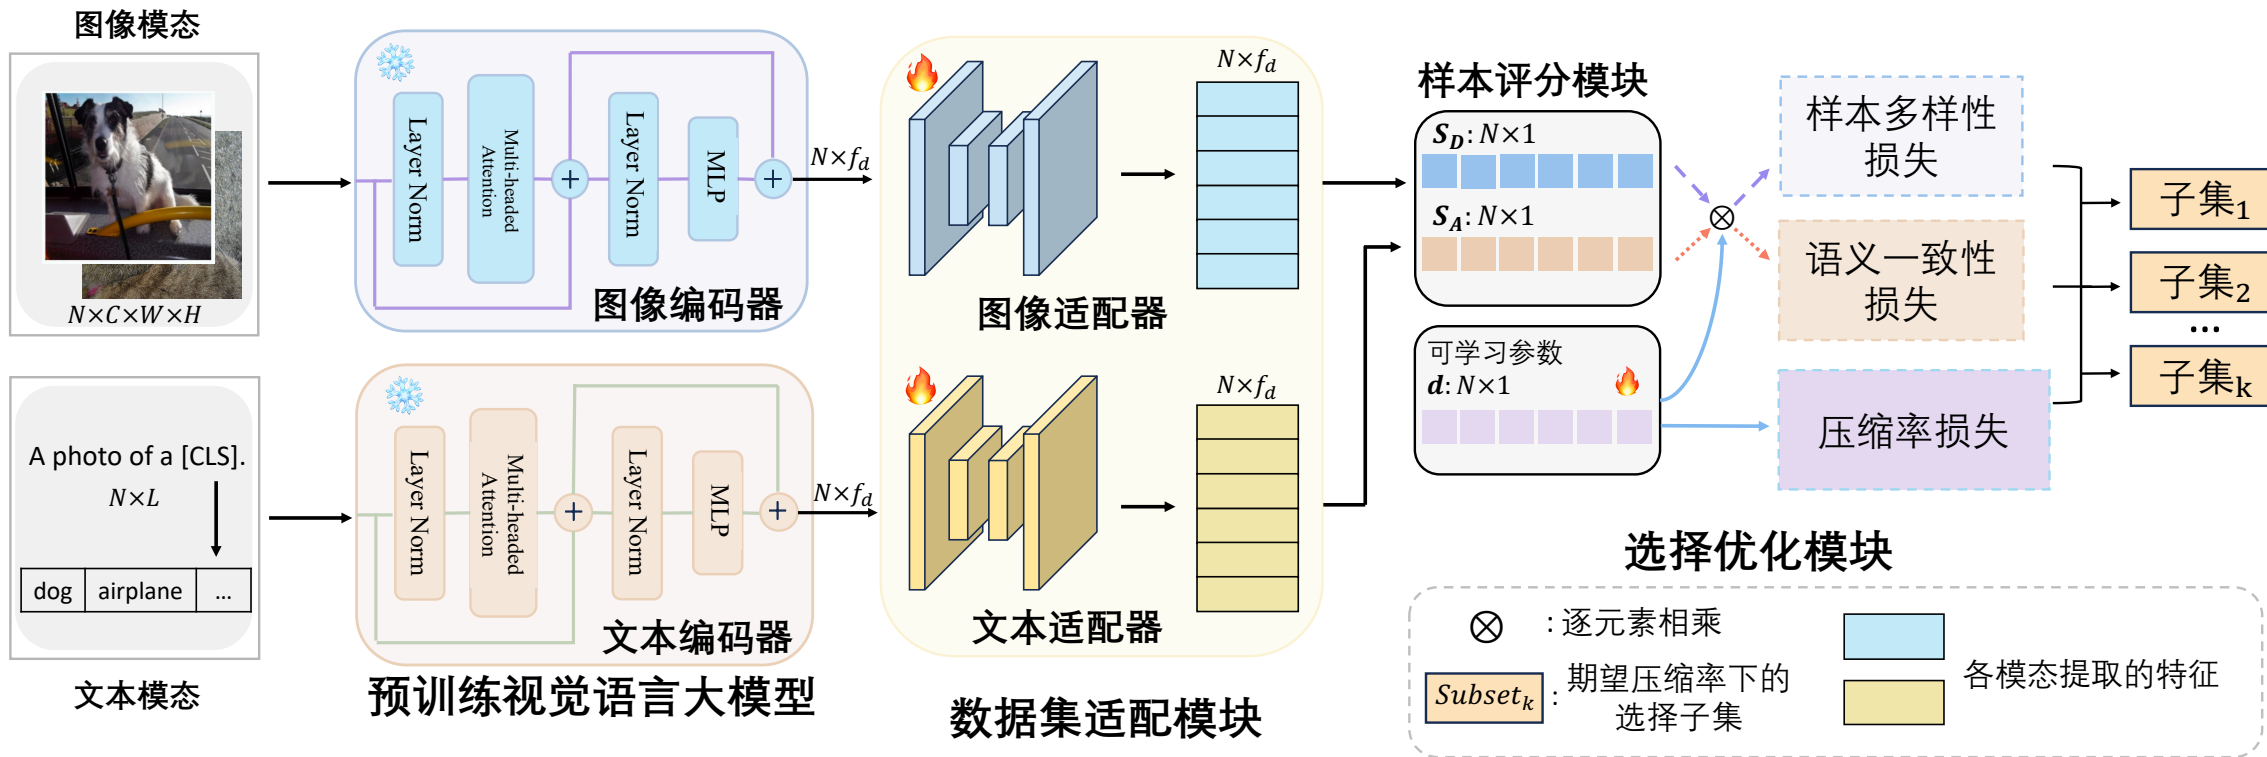 图像模态
N×C×W×H
A photo of a [CLS].
N×L
dog
airplane
...
文本模态
Layer Norm
Multi-headed
Attention
Layer Norm
MLP
图像编码器
N×f_d
Layer Norm
Multi-headed
Attention
Layer Norm
MLP
文本编码器
N×f_d
预训练视觉语言大模型
N×f_d
图像适配器
N×f_d
文本适配器
数据集适配模块
样本评分模块
S_D: N×1
S_A: N×1
可学习参数
d: N×1
样本多样性
损失
语义一致性
损失
压缩率损失
选择优化模块
子集₁
子集₂
...
子集ₖ
⊗ : 逐元素相乘
Subset_k : 期望压缩率下的
选择子集
各模态提取的特征